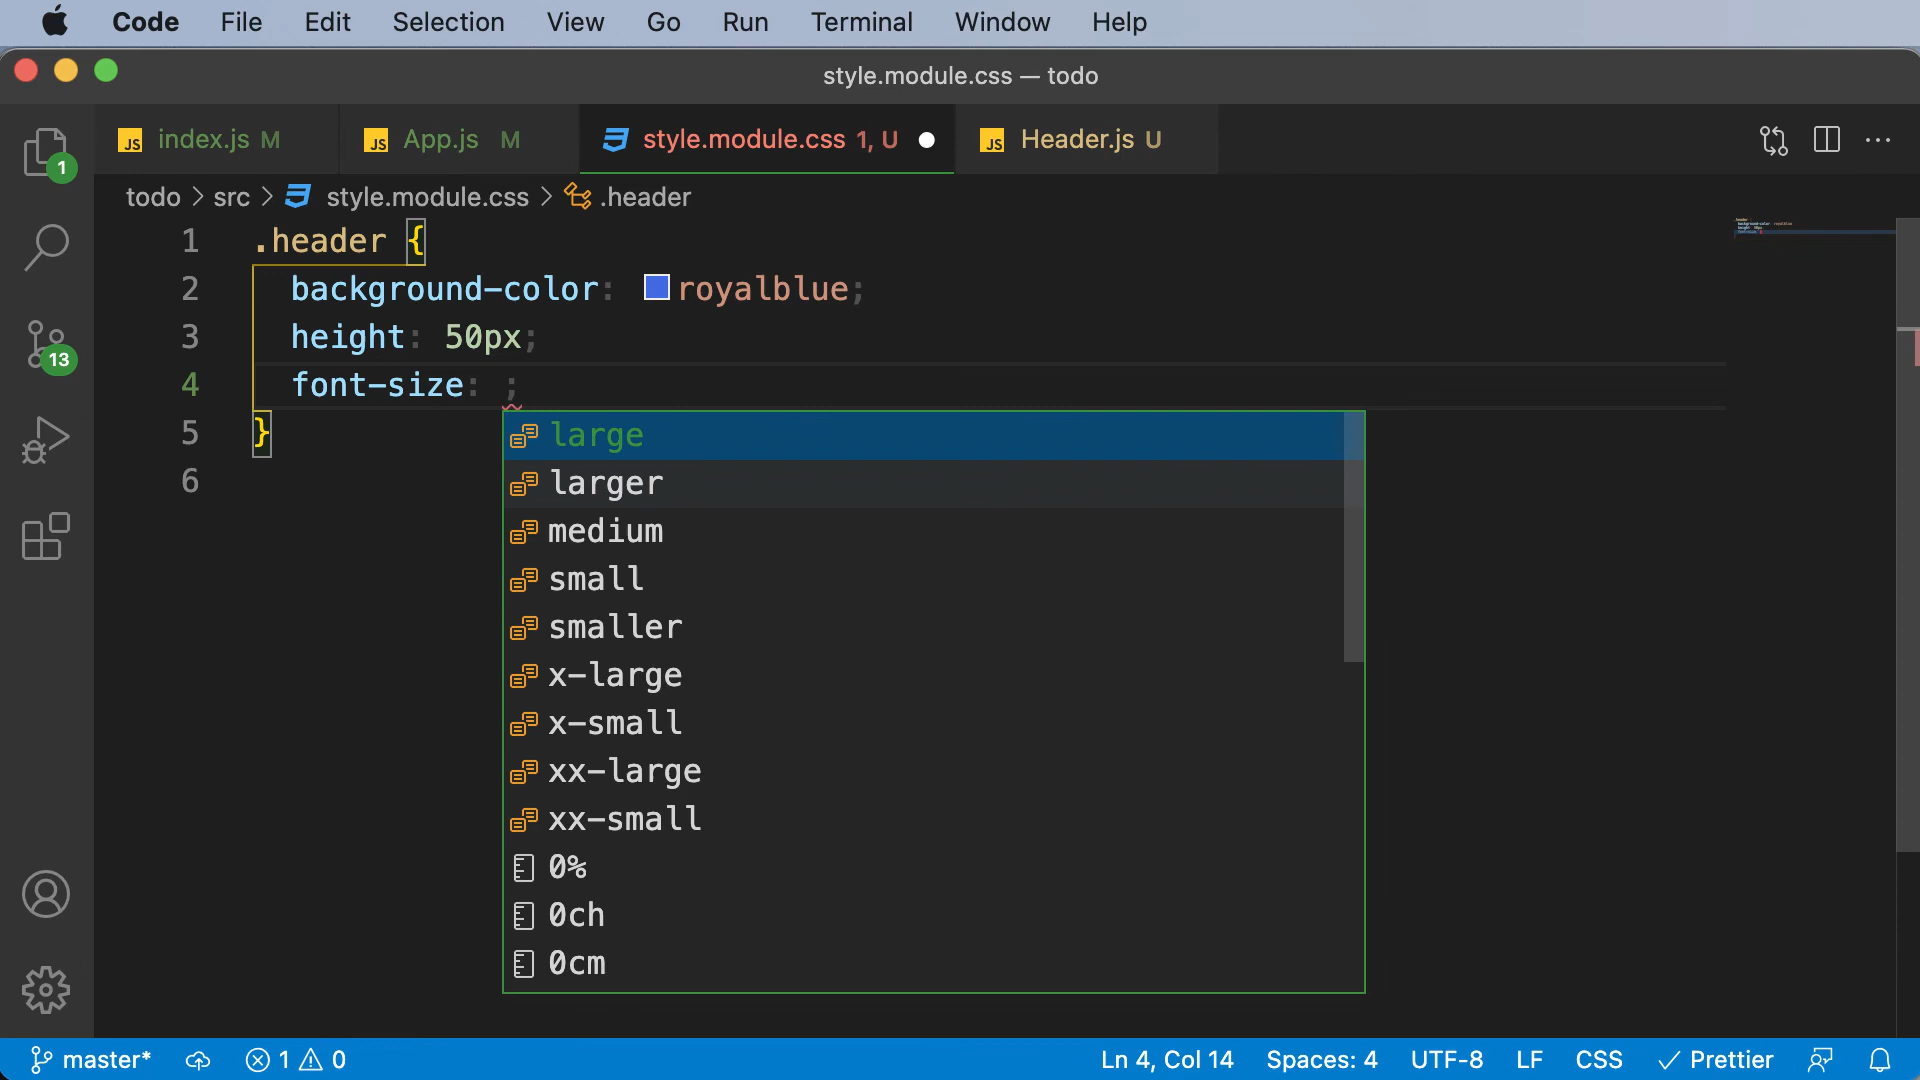 Code File Edit Selection View Go Run Terminal Window Help
style.module.css — todo
JS index.js M JS App.js M style.module.css 1, U JS Header.js U
1
todo > src > style.module.css > .header
1 .header {
2 background-color: royalblue;
3 height: 50px;
13
4 font-size: ;
5 }
6
large
larger
medium
small
smaller
x-large
x-small
xx-large
xx-small
0%
0ch
0cm
master* 1 0 Ln 4, Col 14 Spaces: 4 UTF-8 LF CSS Prettier